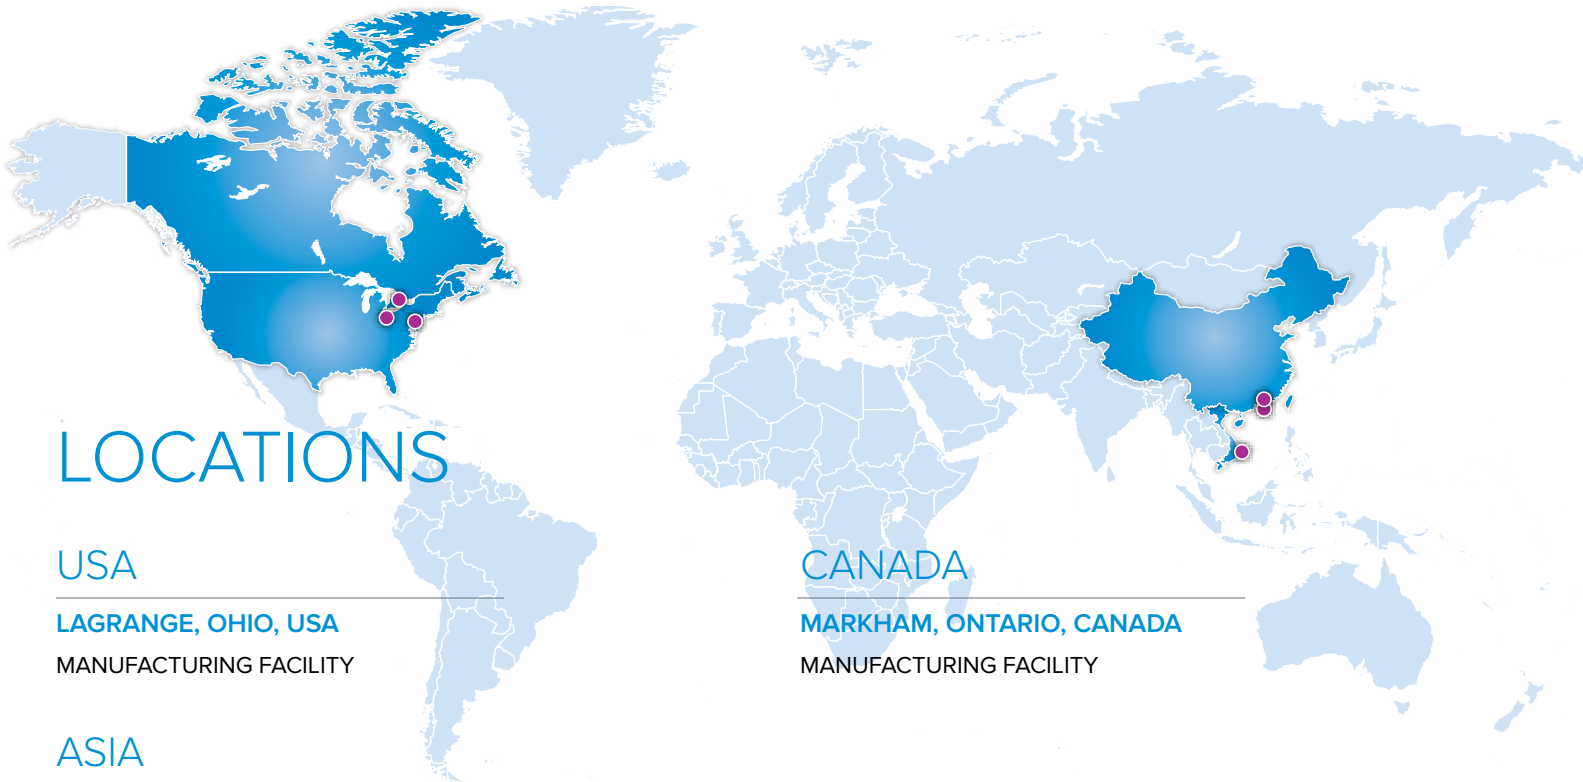 LOCATIONS
USA
LAGRANGE, OHIO, USA
MANUFACTURING FACILITY
CANADA
MARKHAM, ONTARIO, CANADA
MANUFACTURING FACILITY
ASIA